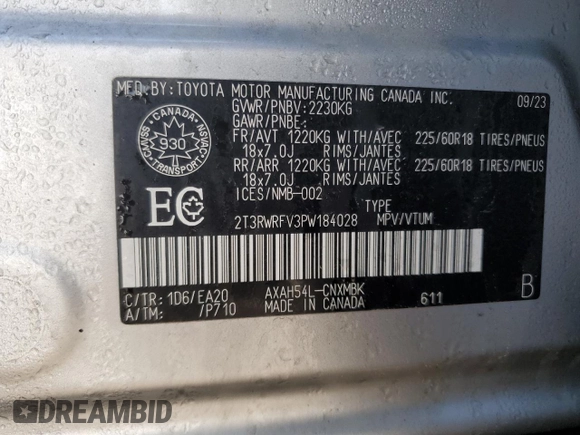 MFD.BY:TOYOTA MOTOR MANUFACTURING CANADA INC.
09/23
GVWR/PNBV:2230KG
GAWR/PNBE:
FR/AVT 1220KG WITH/AVEC 225/60R18 TIRES/PNEUS
18x7.0J RIMS/JANTES
RR/ARR 1220KG WITH/AVEC 225/60R18 TIRES/PNEUS
18x7.0J RIMS/JANTES
ICES/NMB-002
TYPE
2T3RWRFV3PW184028 MPV/VTUM
CANADA
CMVSS
NSVAC
930
TRANSPORT
EC
C/TR: 1D6/EA20 AXAH54L-CNXMBK
A/TM: /P710 MADE IN CANADA 611 B
DREAMBID